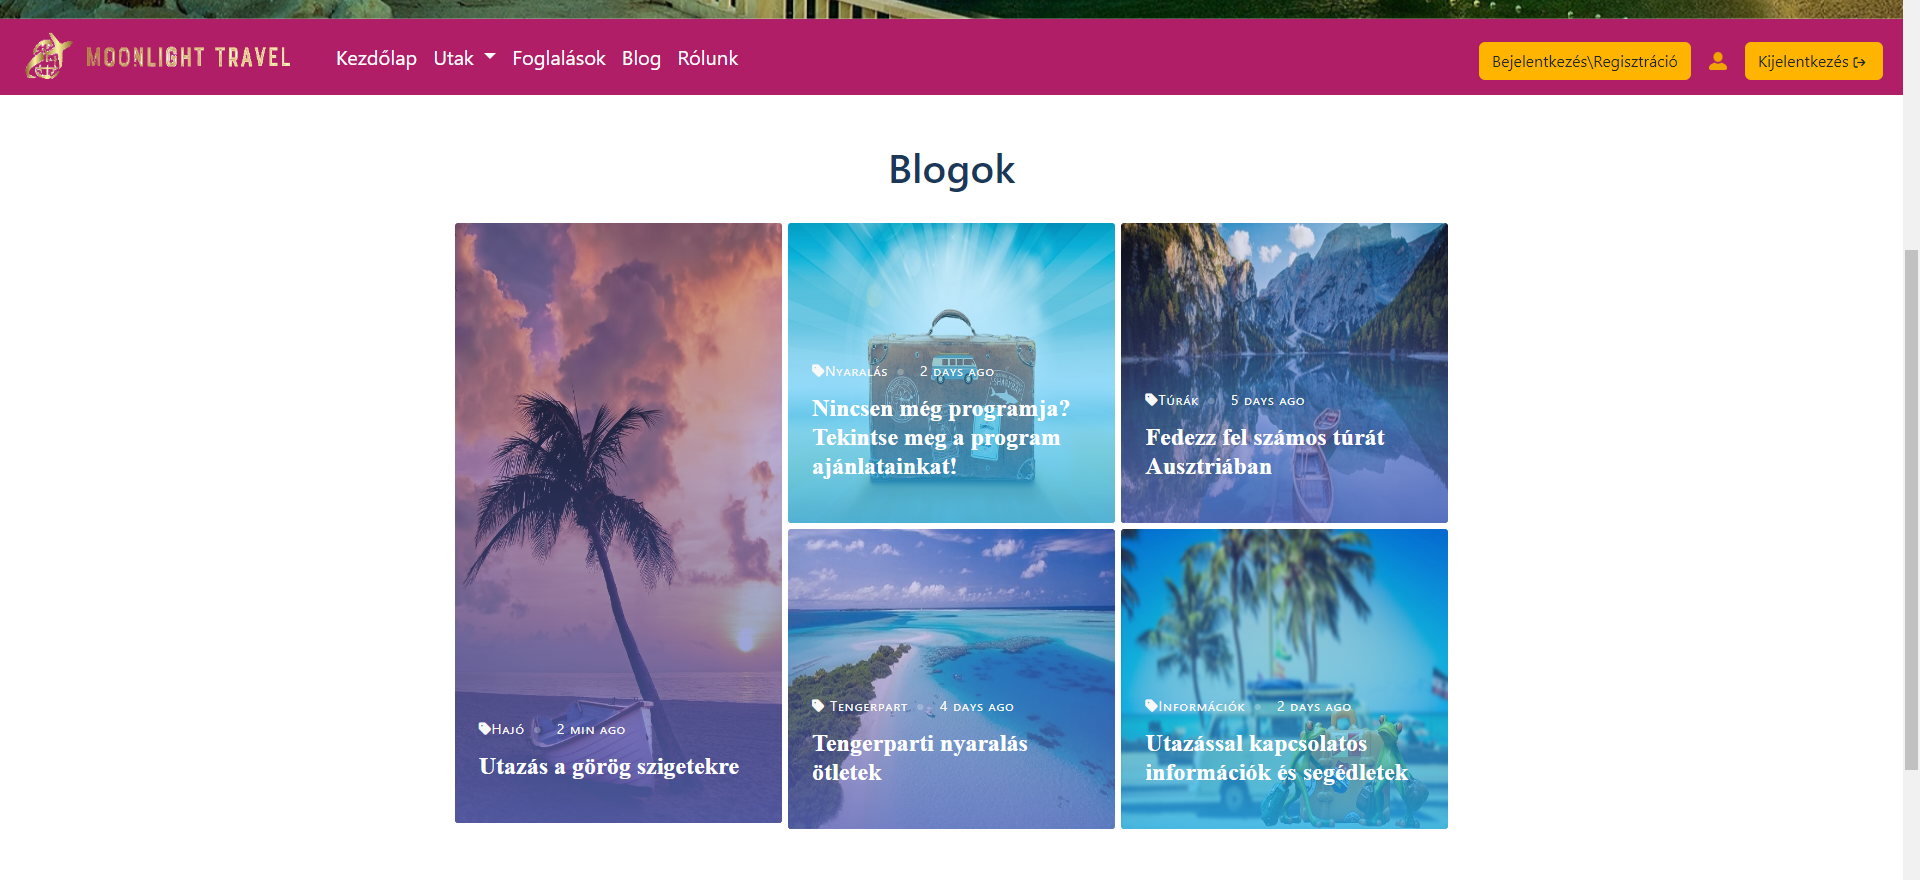 MOONLIGHT TRAVEL
Kezdőlap Utak Foglalások Blog Rólunk
Bejelentkezés\Regisztráció
Kijelentkezés
Blogok
Nyaralás 2 days ago
Nincsen még programja?
Tekintse meg a program
ajánlatainkat!
Túrák 5 days ago
Fedezz fel számos túrát
Ausztriában
Hajó 2 min ago
Utazás a görög szigetekre
Tengerpart 4 days ago
Tengerparti nyaralás
ötletek
Információk 2 days ago
Utazással kapcsolatos
információk és segédletek